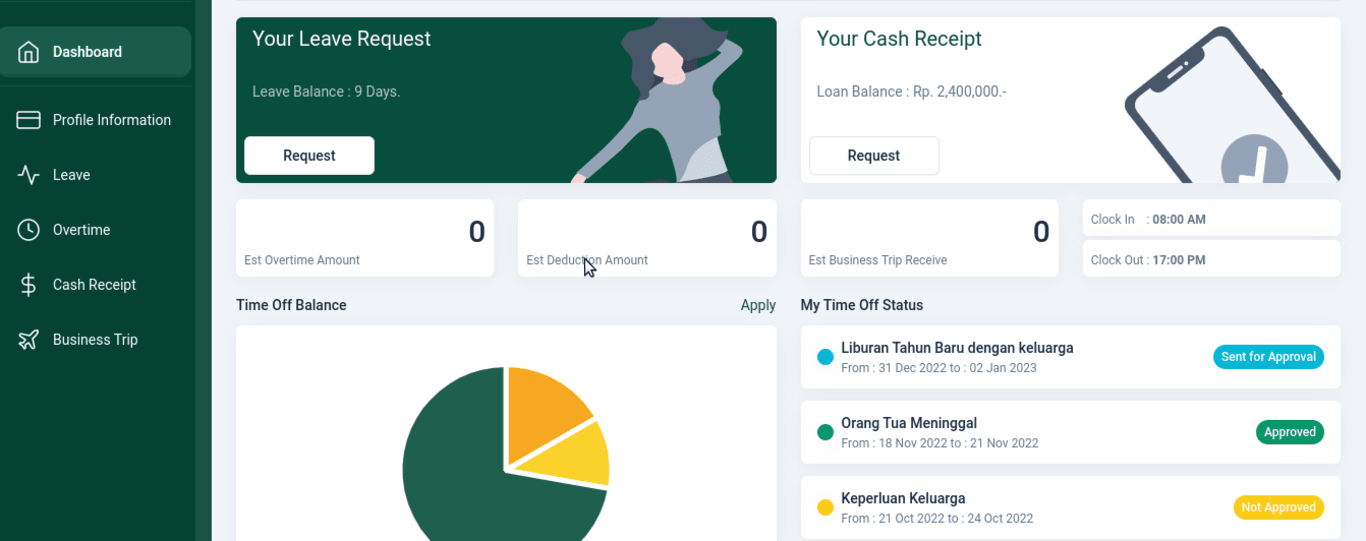 Dashboard
Profile Information
Leave
Overtime
Cash Receipt
Business Trip
Your Leave Request
Leave Balance : 9 Days.
Request
Your Cash Receipt
Loan Balance : Rp. 2,400,000.-
Request
0
Est Overtime Amount
0
Est Deduction Amount
0
Est Business Trip Receive
Clock In : 08:00 AM
Clock Out : 17:00 PM
Time Off Balance
Apply
My Time Off Status
Liburan Tahun Baru dengan keluarga
From : 31 Dec 2022 to : 02 Jan 2023
Sent for Approval
Orang Tua Meninggal
From : 18 Nov 2022 to : 21 Nov 2022
Approved
Keperluan Keluarga
From : 21 Oct 2022 to : 24 Oct 2022
Not Approved